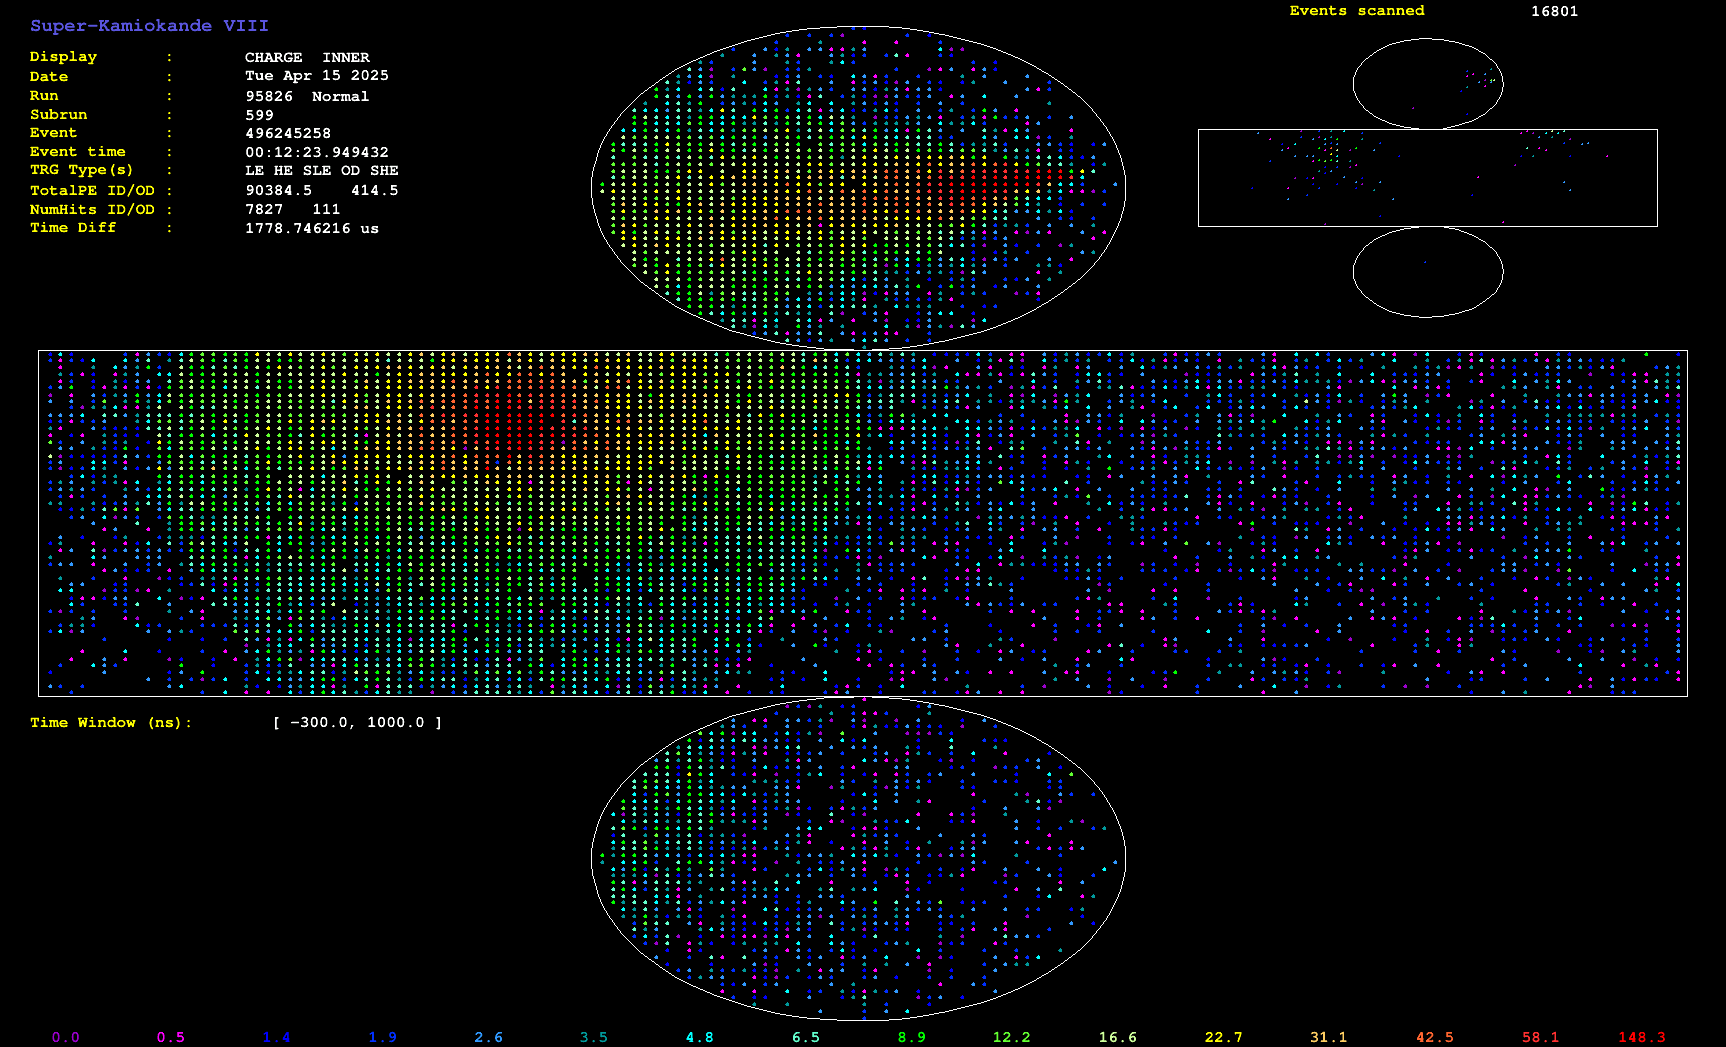 Super-Kamiokande VIII
Display : CHARGE INNER
Date : Tue Apr 15 2025
Run : 95826 Normal
Subrun : 599
Event : 496245258
Event time : 00:12:23.949432
TRG Type(s) : LE HE SLE OD SHE
TotalPE ID/OD : 90384.5 414.5
NumHits ID/OD : 7827 111
Time Diff : 1778.746216 us
Events scanned 16801
Time Window (ns): [ -300.0, 1000.0 ]
0.0 0.5 1.4 1.9 2.6 3.5 4.8 6.5 8.9 12.2 16.6 22.7 31.1 42.5 58.1 148.3